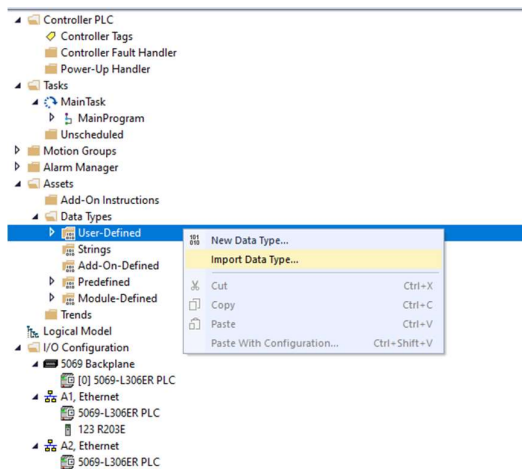 Controller PLC
Controller Tags
Controller Fault Handler
Power-Up Handler
Tasks
MainTask
MainProgram
Unscheduled
Motion Groups
Alarm Manager
Assets
Add-On Instructions
Data Types
User-Defined
New Data Type...
Strings
Import Data Type...
Add-On-Defined
Predefined
Cut Ctrl+X
Module-Defined
Copy Ctrl+C
Trends
Paste Ctrl+V
Logical Model
Paste With Configuration... Ctrl+Shift+V
I/O Configuration
5069 Backplane
[0] 5069-L306ER PLC
A1, Ethernet
5069-L306ER PLC
123 R203E
A2, Ethernet
5069-L306ER PLC